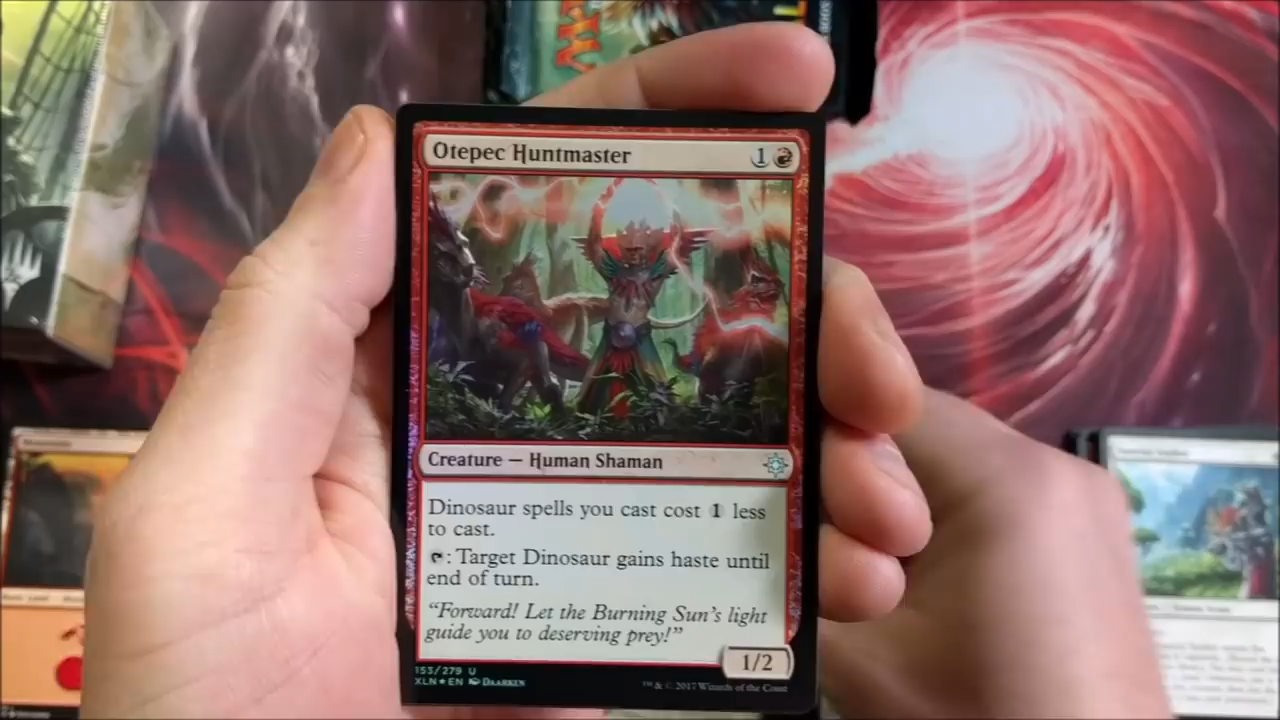 Otepec Huntmaster 1
Creature — Human Shaman
Dinosaur spells you cast cost 1 less
to cast.
: Target Dinosaur gains haste until
end of turn.
“Forward! Let the Burning Sun’s light
guide you to deserving prey!”
1/2
153/279 U
XLN ★ EN DAARKEN
™ & © 2017 Wizards of the Coast